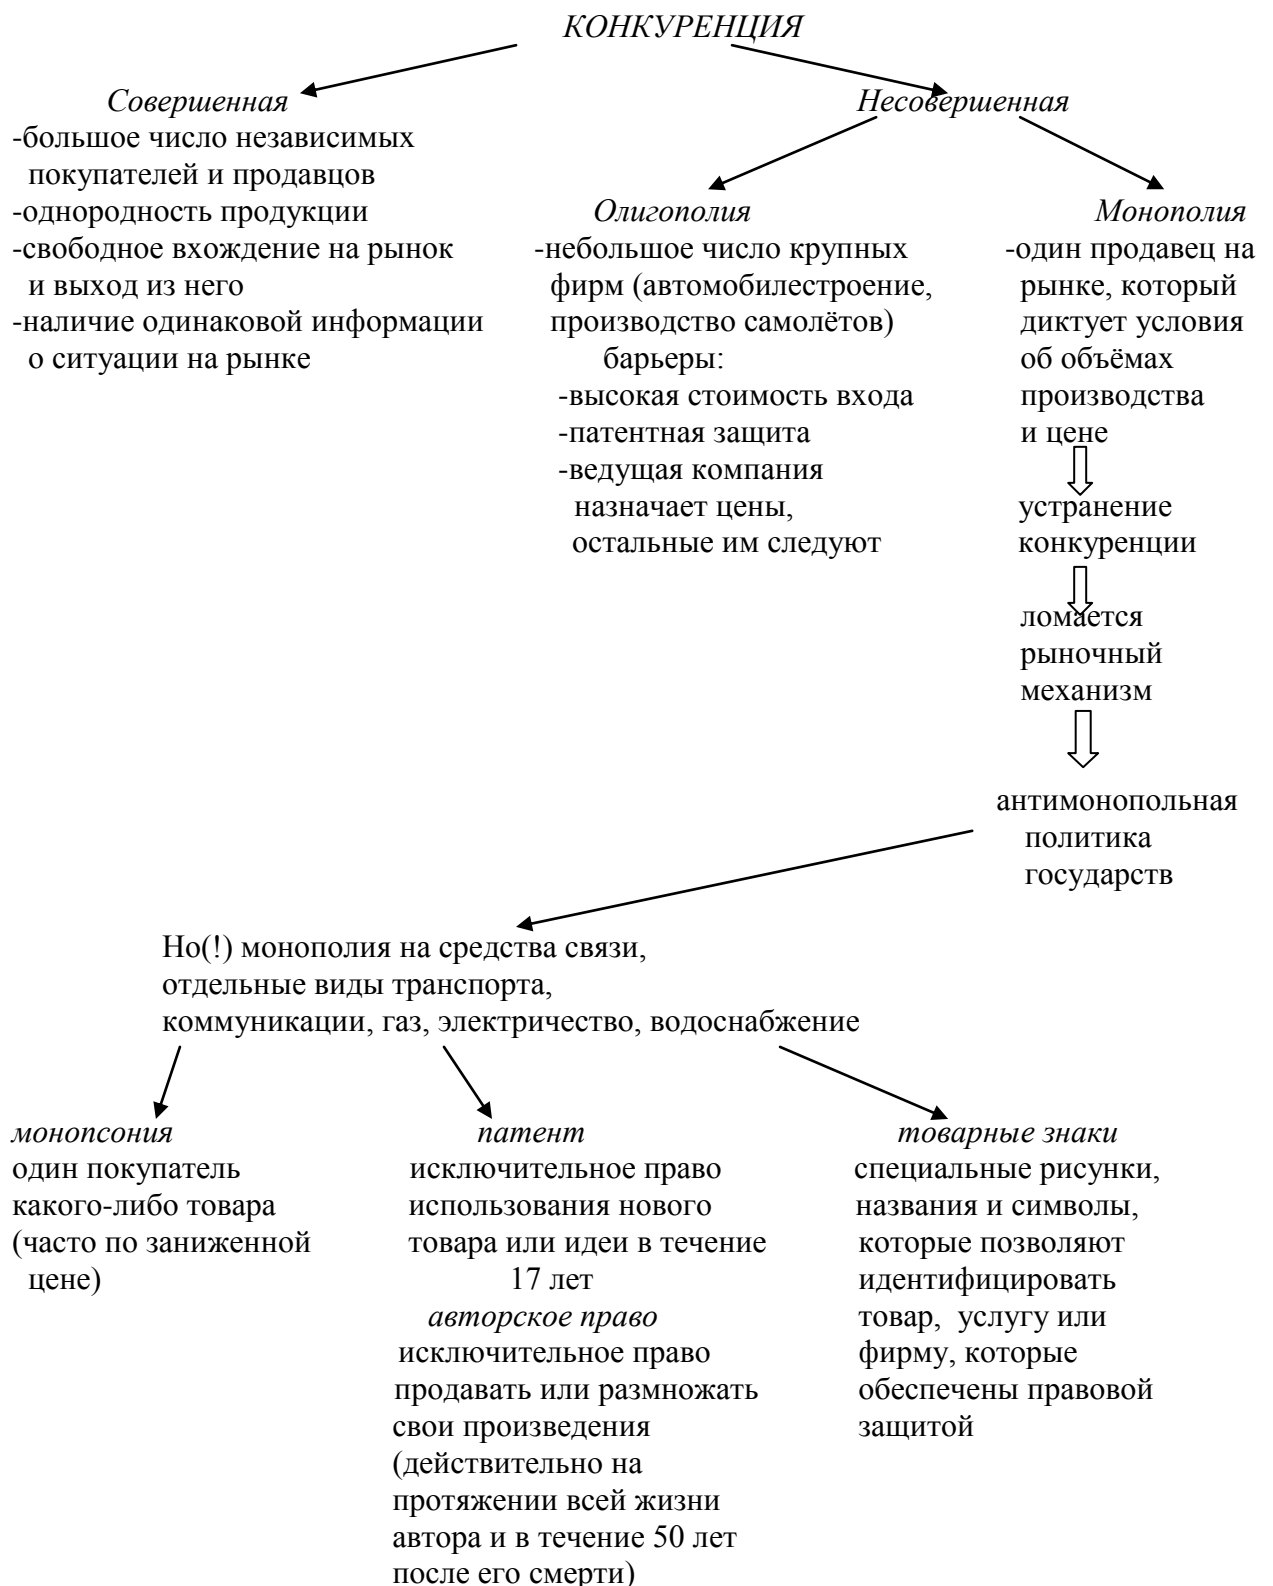 КОНКУРЕНЦИЯ
Совершенная
-большое число независимых
покупателей и продавцов
-однородность продукции
-свободное вхождение на рынок
и выход из него
-наличие одинаковой информации
о ситуации на рынке
Несовершенная
Олигополия
-небольшое число крупных
фирм (автомобилестроение,
производство самолётов)
барьеры:
-высокая стоимость входа
-патентная защита
-ведущая компания
назначает цены,
остальные им следуют
Монополия
-один продавец на
рынке, который
диктует условия
об объёмах
производства
и цене
устранение
конкуренции
ломается
рыночный
механизм
антимонопольная
политика
государств
Но(!) монополия на средства связи,
отдельные виды транспорта,
коммуникации, газ, электричество, водоснабжение
монопсония
один покупатель
какого-либо товара
(часто по заниженной
цене)
патент
исключительное право
использования нового
товара или идеи в течение
17 лет
авторское право
исключительное право
продавать или размножать
свои произведения
(действительно на
протяжении всей жизни
автора и в течение 50 лет
после его смерти)
товарные знаки
специальные рисунки,
названия и символы,
которые позволяют
идентифицировать
товар, услугу или
фирму, которые
обеспечены правовой
защитой